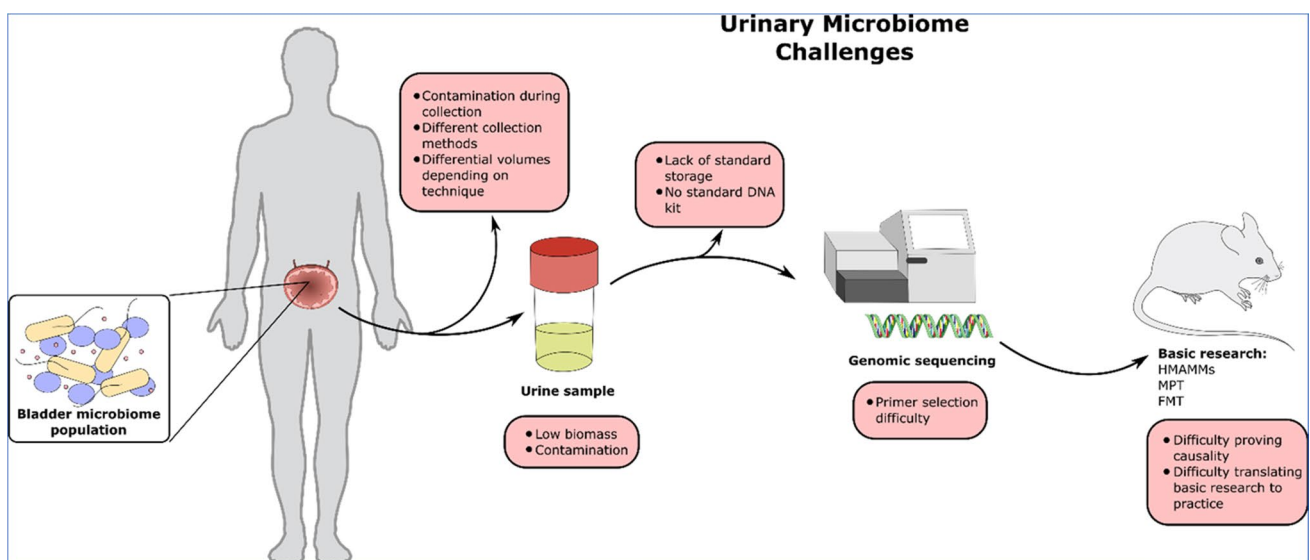 Urinary Microbiome
Challenges
● Contamination during
collection
● Different collection
methods
● Differential volumes
depending on
technique
● Lack of standard
storage
● No standard DNA
kit
Bladder microbiome
population
Urine sample
● Low biomass
● Contamination
Genomic sequencing
● Primer selection
difficulty
Basic research:
HMAMMs
MPT
FMT
● Difficulty proving
causality
● Difficulty translating
basic research to
practice